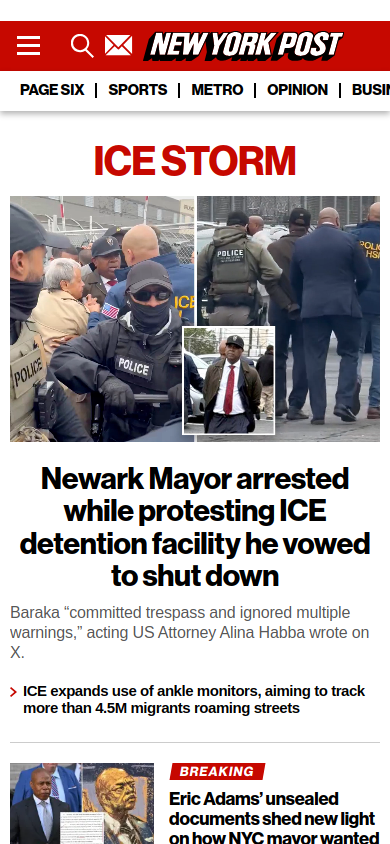 NEW YORK POST
PAGE SIX | SPORTS | METRO | OPINION | BUSIN
ICE STORM
POLICE
ICE
POLICE
POLICE
POLICE
HSI
Newark Mayor arrested
while protesting ICE
detention facility he vowed
to shut down
Baraka “committed trespass and ignored multiple
warnings,” acting US Attorney Alina Habba wrote on
X.
ICE expands use of ankle monitors, aiming to track
more than 4.5M migrants roaming streets
BREAKING
Eric Adams’ unsealed
documents shed new light
on how NYC mayor wanted